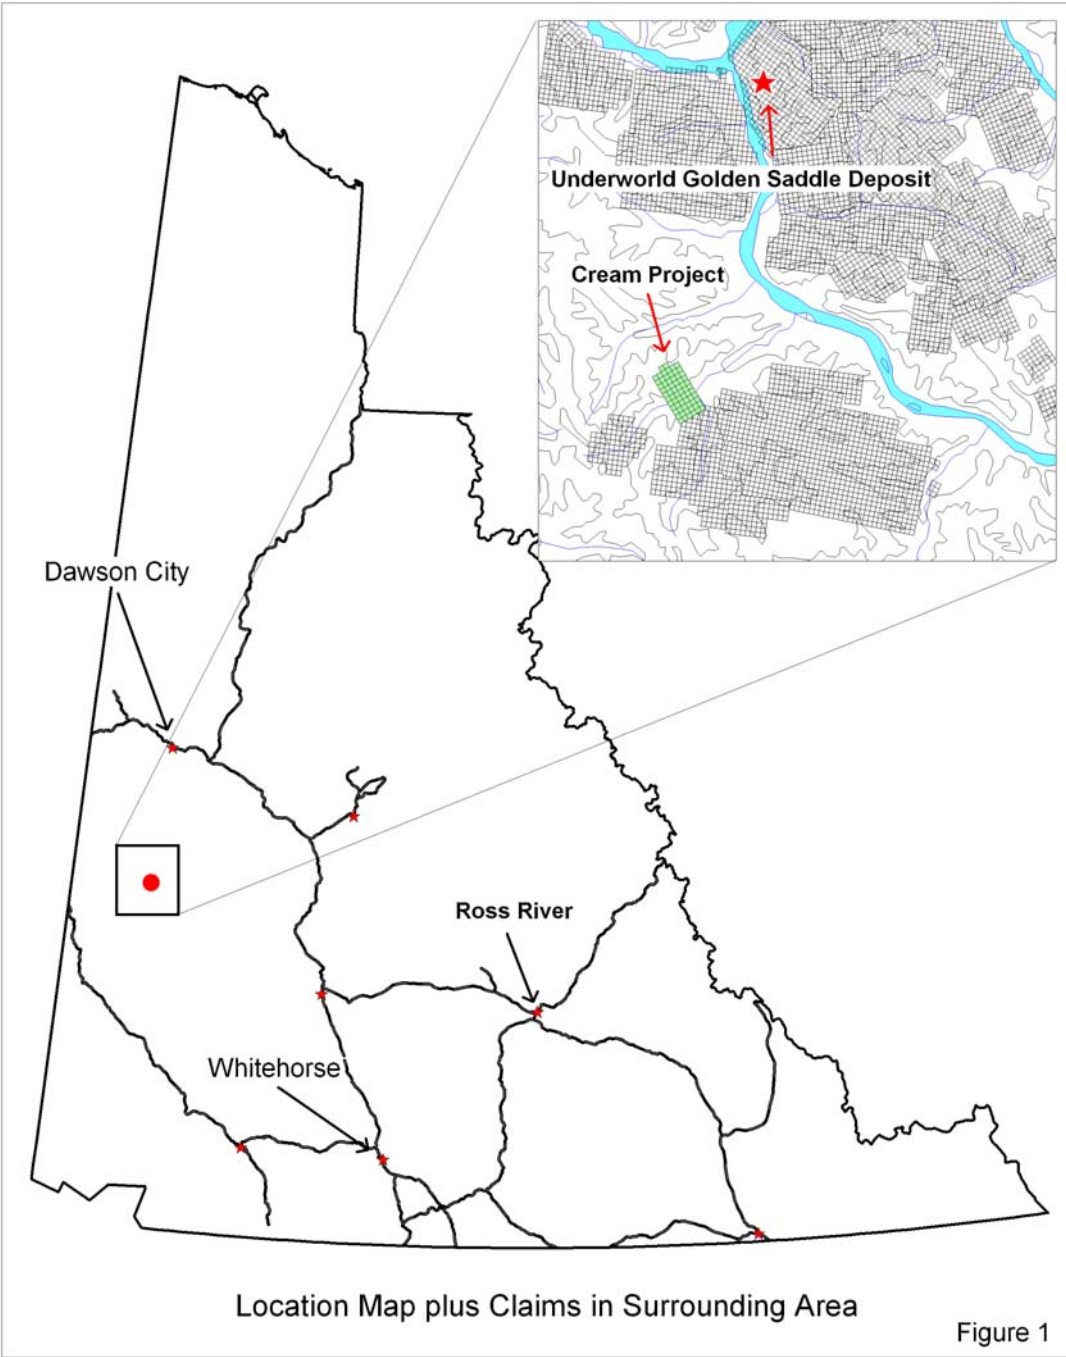 Underworld Golden Saddle Deposit
Cream Project
Dawson City
Ross River
Whitehorse
Location Map plus Claims in Surrounding Area
Figure 1